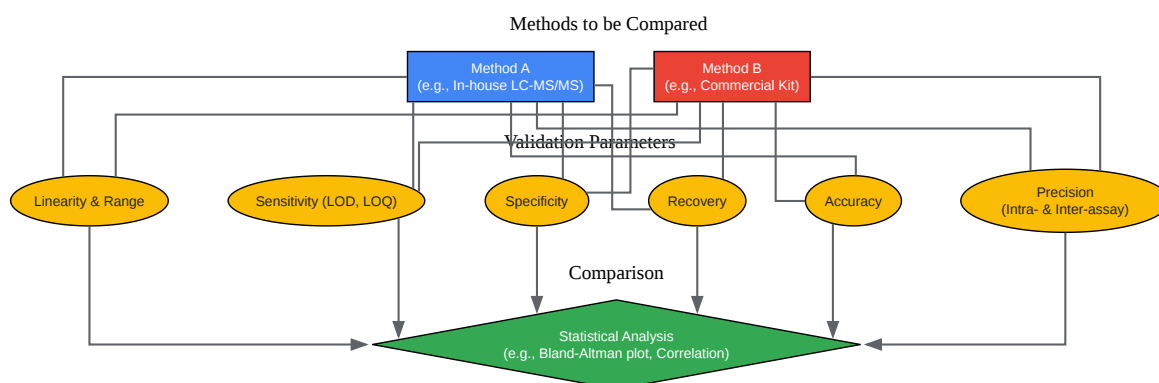 Methods to be Compared
Method A
(e.g., In-house LC-MS/MS)
Method B
(e.g., Commercial Kit)
Validation Parameters
Linearity & Range
Sensitivity (LOD, LOQ)
Specificity
Recovery
Accuracy
Precision
(Intra- & Inter-assay)
Comparison
Statistical Analysis
(e.g., Bland-Altman plot, Correlation)